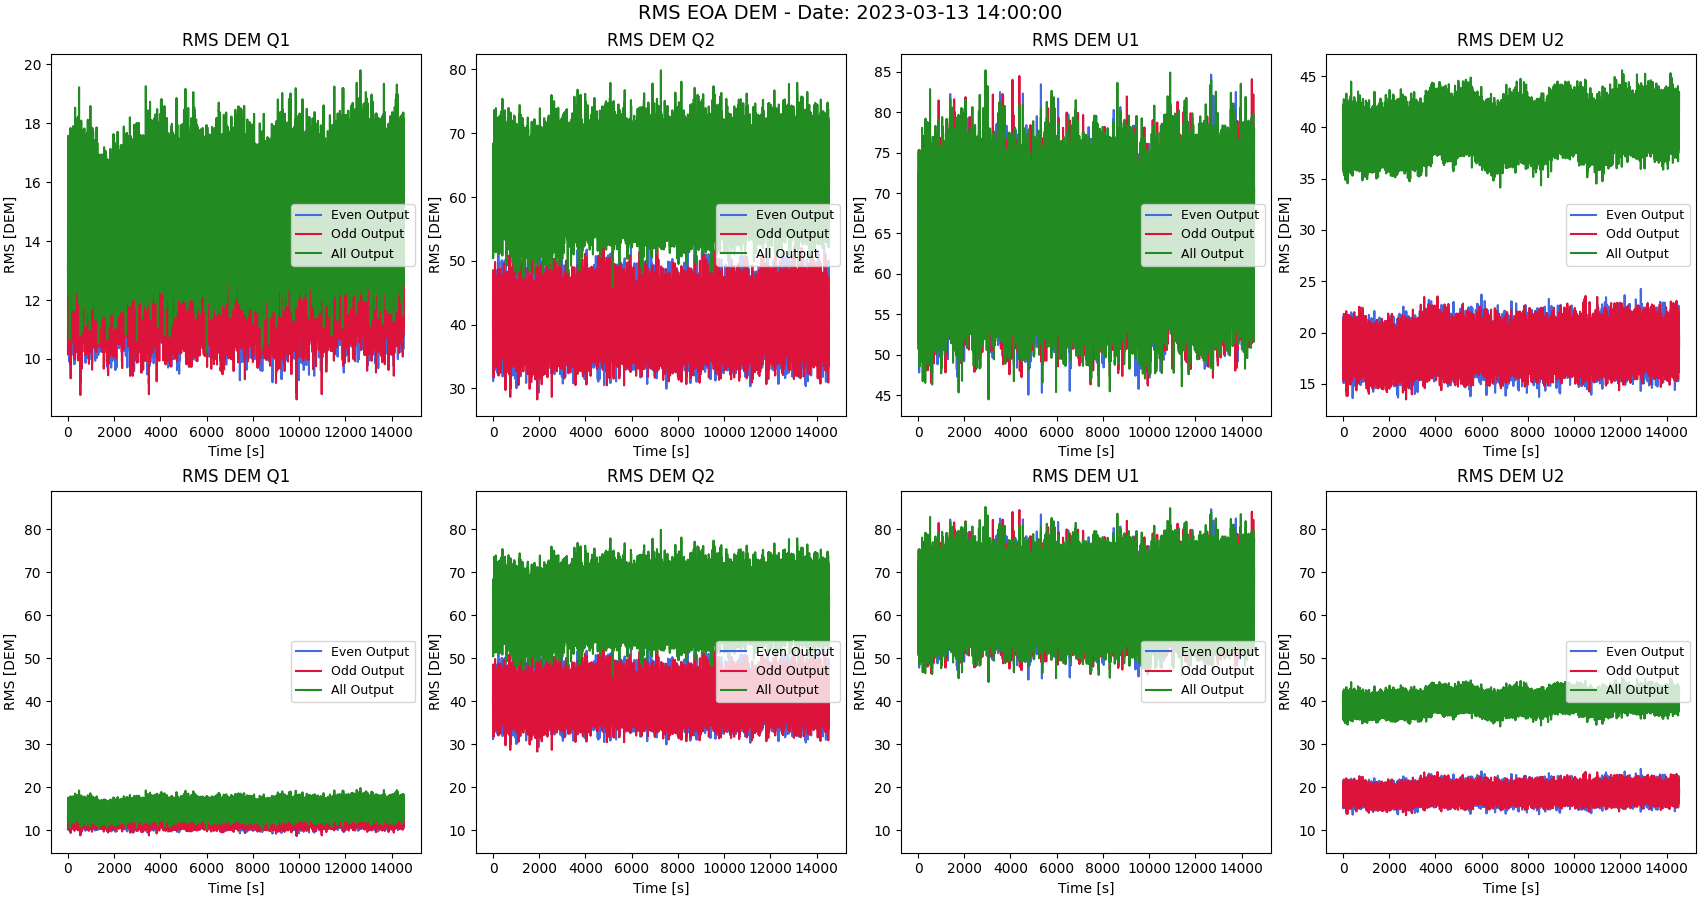 RMS EOA DEM - Date: 2023-03-13 14:00:00
RMS DEM Q1
RMS [DEM]
20
18
16
14
12
10
Even Output
Odd Output
All Output
0 2000 4000 6000 8000 10000 12000 14000
Time [s]
RMS DEM Q2
RMS [DEM]
80
70
60
50
40
30
Even Output
Odd Output
All Output
0 2000 4000 6000 8000 10000 12000 14000
Time [s]
RMS DEM U1
RMS [DEM]
85
80
75
70
65
60
55
50
45
Even Output
Odd Output
All Output
0 2000 4000 6000 8000 10000 12000 14000
Time [s]
RMS DEM U2
RMS [DEM]
45
40
35
30
25
20
15
Even Output
Odd Output
All Output
0 2000 4000 6000 8000 10000 12000 14000
Time [s]
RMS DEM Q1
RMS [DEM]
80
70
60
50
40
30
20
10
Even Output
Odd Output
All Output
0 2000 4000 6000 8000 10000 12000 14000
Time [s]
RMS DEM Q2
RMS [DEM]
80
70
60
50
40
30
20
10
Even Output
Odd Output
All Output
0 2000 4000 6000 8000 10000 12000 14000
Time [s]
RMS DEM U1
RMS [DEM]
80
70
60
50
40
30
20
10
Even Output
Odd Output
All Output
0 2000 4000 6000 8000 10000 12000 14000
Time [s]
RMS DEM U2
RMS [DEM]
80
70
60
50
40
30
20
10
Even Output
Odd Output
All Output
0 2000 4000 6000 8000 10000 12000 14000
Time [s]